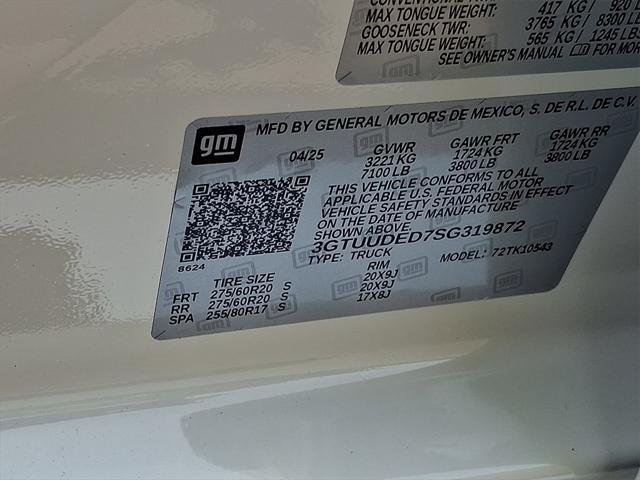 MAX TONGUE WEIGHT: 417 KG / 920
GOOSENECK TWR: 3765 KG / 8300 LB
MAX TONGUE WEIGHT: 565 KG / 1245 LBS
SEE OWNER'S MANUAL FOR MOR
gm MFD BY GENERAL MOTORS DE MEXICO, S. DE R.L. DE C.V.
04/25 GVWR GAWR FRT GAWR RR
3221 KG 1724 KG 1724 KG
7100 LB 3800 LB 3800 LB
THIS VEHICLE CONFORMS TO ALL
APPLICABLE U.S. FEDERAL MOTOR
VEHICLE SAFETY STANDARDS IN EFFECT
ON THE DATE OF MANUFACTURE
SHOWN ABOVE.
3GTUUDED7SG319872
TYPE: TRUCK MODEL: 72TK10543
8624
TIRE SIZE RIM
FRT 275/60R20 S 20X9J
RR 275/60R20 S 20X9J
SPA 255/80R17 S 17X8J